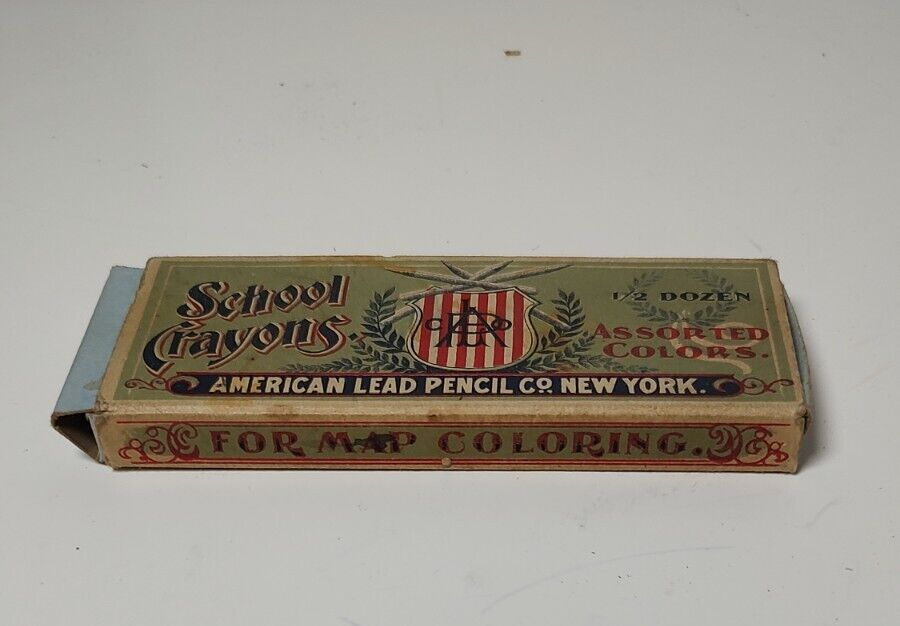 School
Crayons.
1/2 DOZEN
ASSORTED
COLORS.
AMERICAN LEAD PENCIL CO. NEW YORK.
FOR MAP COLORING.